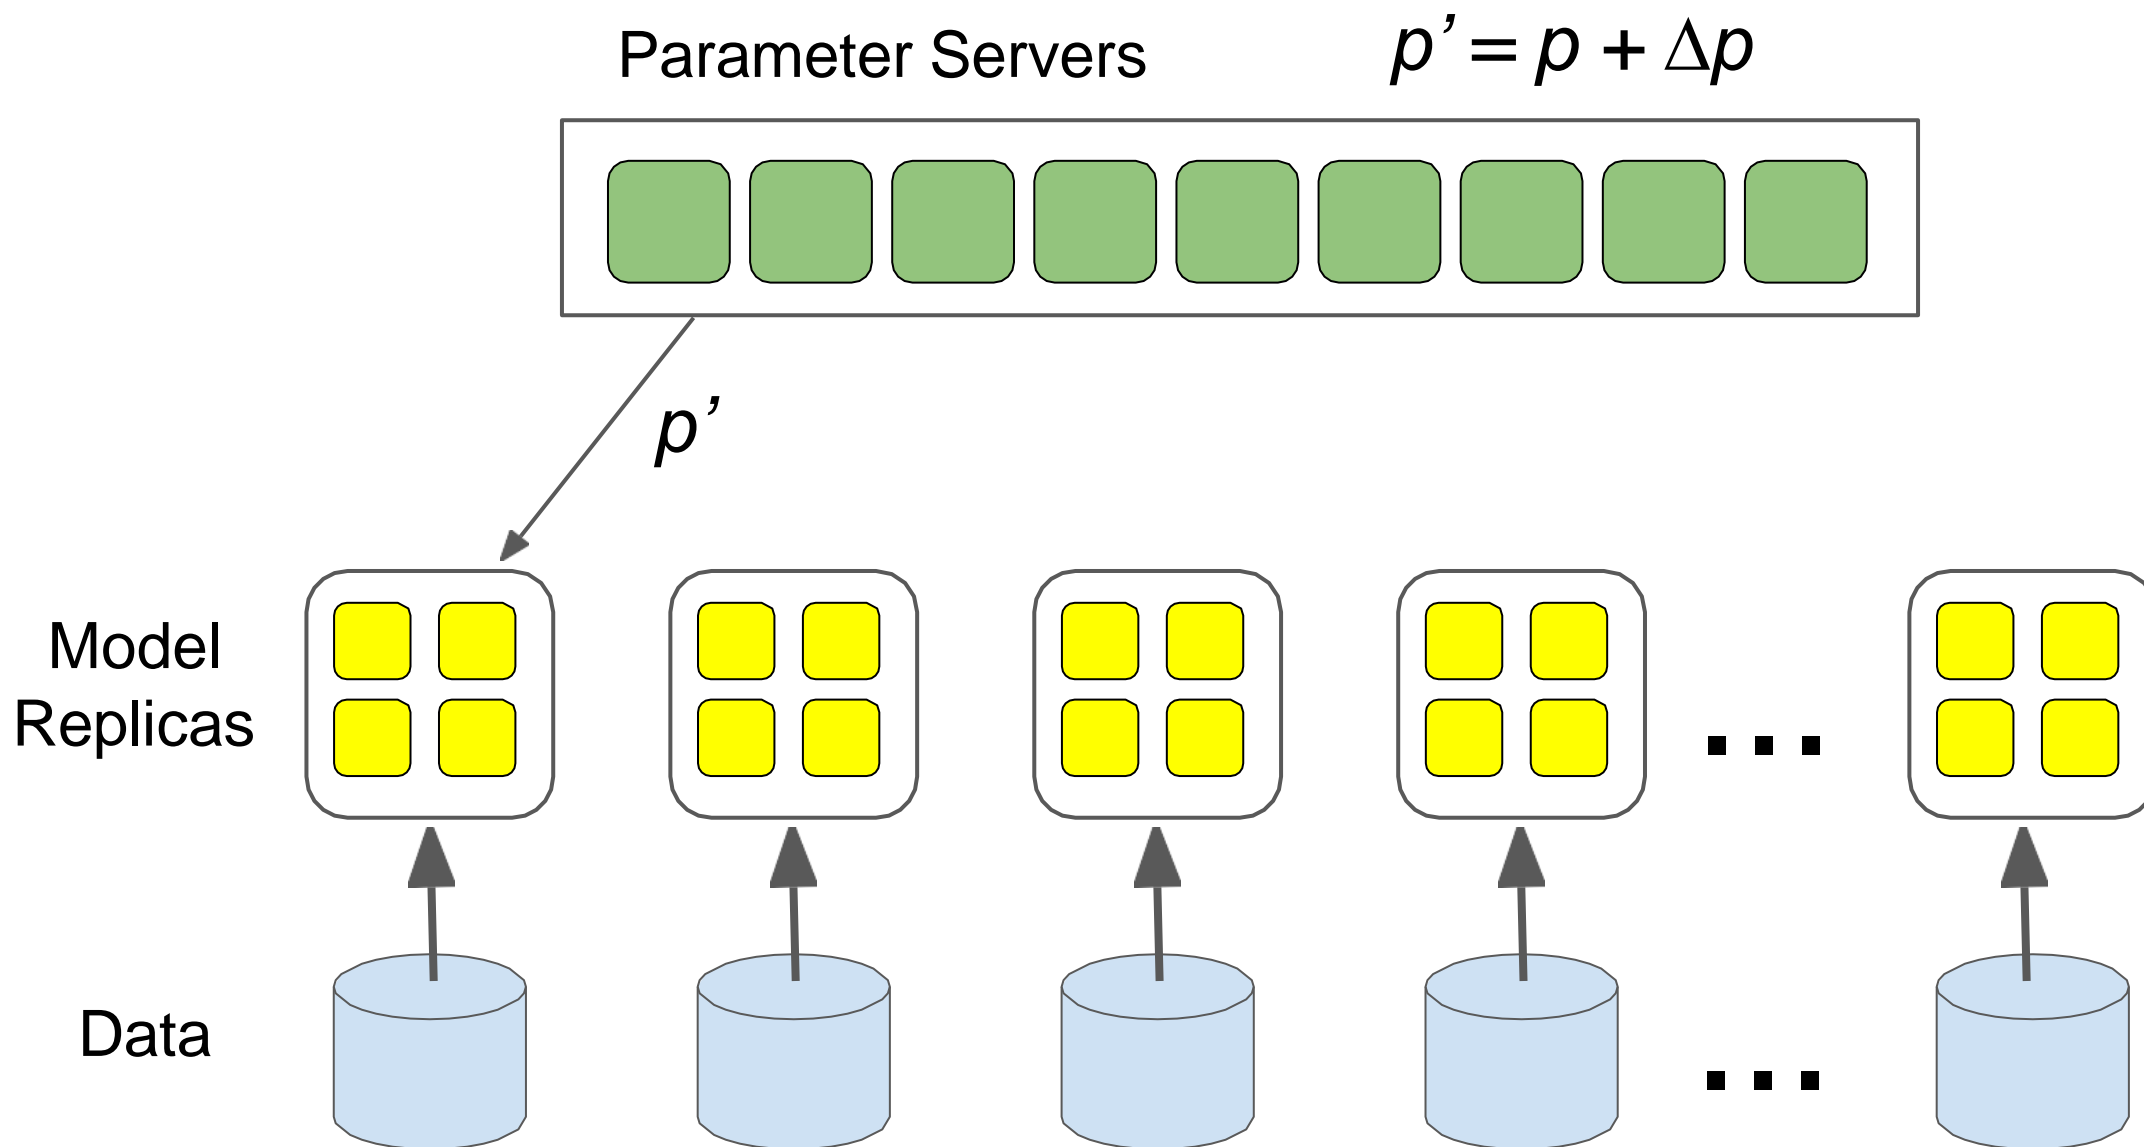 Parameter Servers
p’ = p + Δp
p’
Model
Replicas
...
Data
...